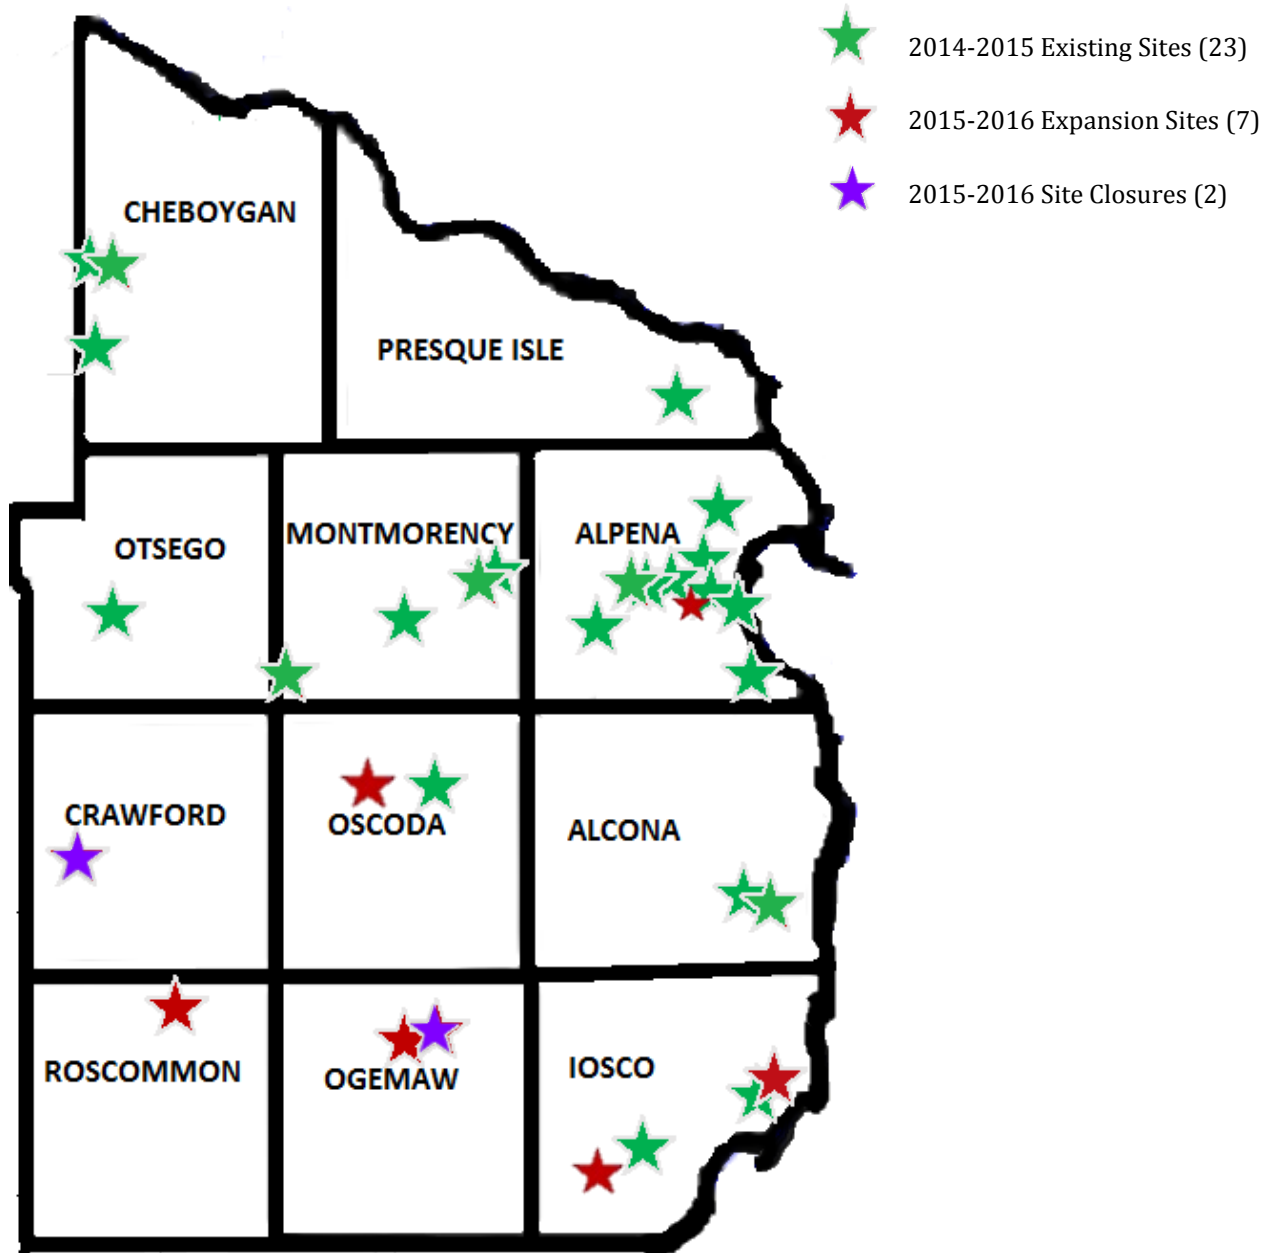 2014-2015 Existing Sites (23)
2015-2016 Expansion Sites (7)
2015-2016 Site Closures (2)
CHEBOYGAN
PRESQUE ISLE
OTSEGO
MONTMORENCY
ALPENA
CRAWFORD
OSCODA
ALCONA
ROSCOMMON
OGEMAW
IOSCO